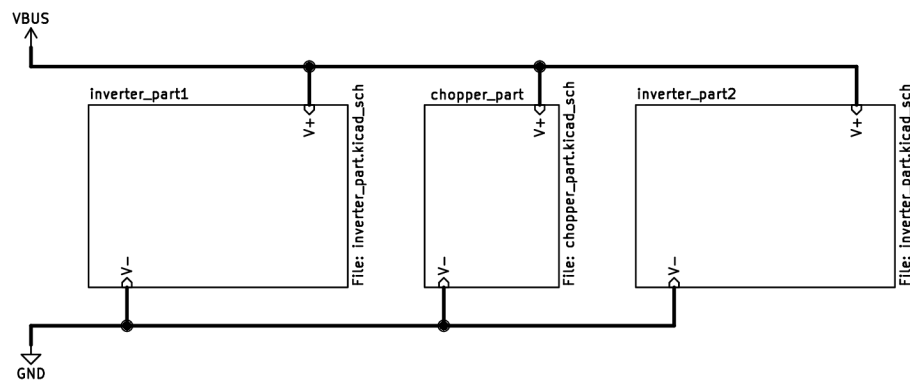 VBUS
inverter_part1
V+
V-
File: inverter_part.kicad_sch
chopper_part
V+
V-
File: chopper_part.kicad_sch
inverter_part2
V+
V-
File: inverter_part.kicad_sch
GND